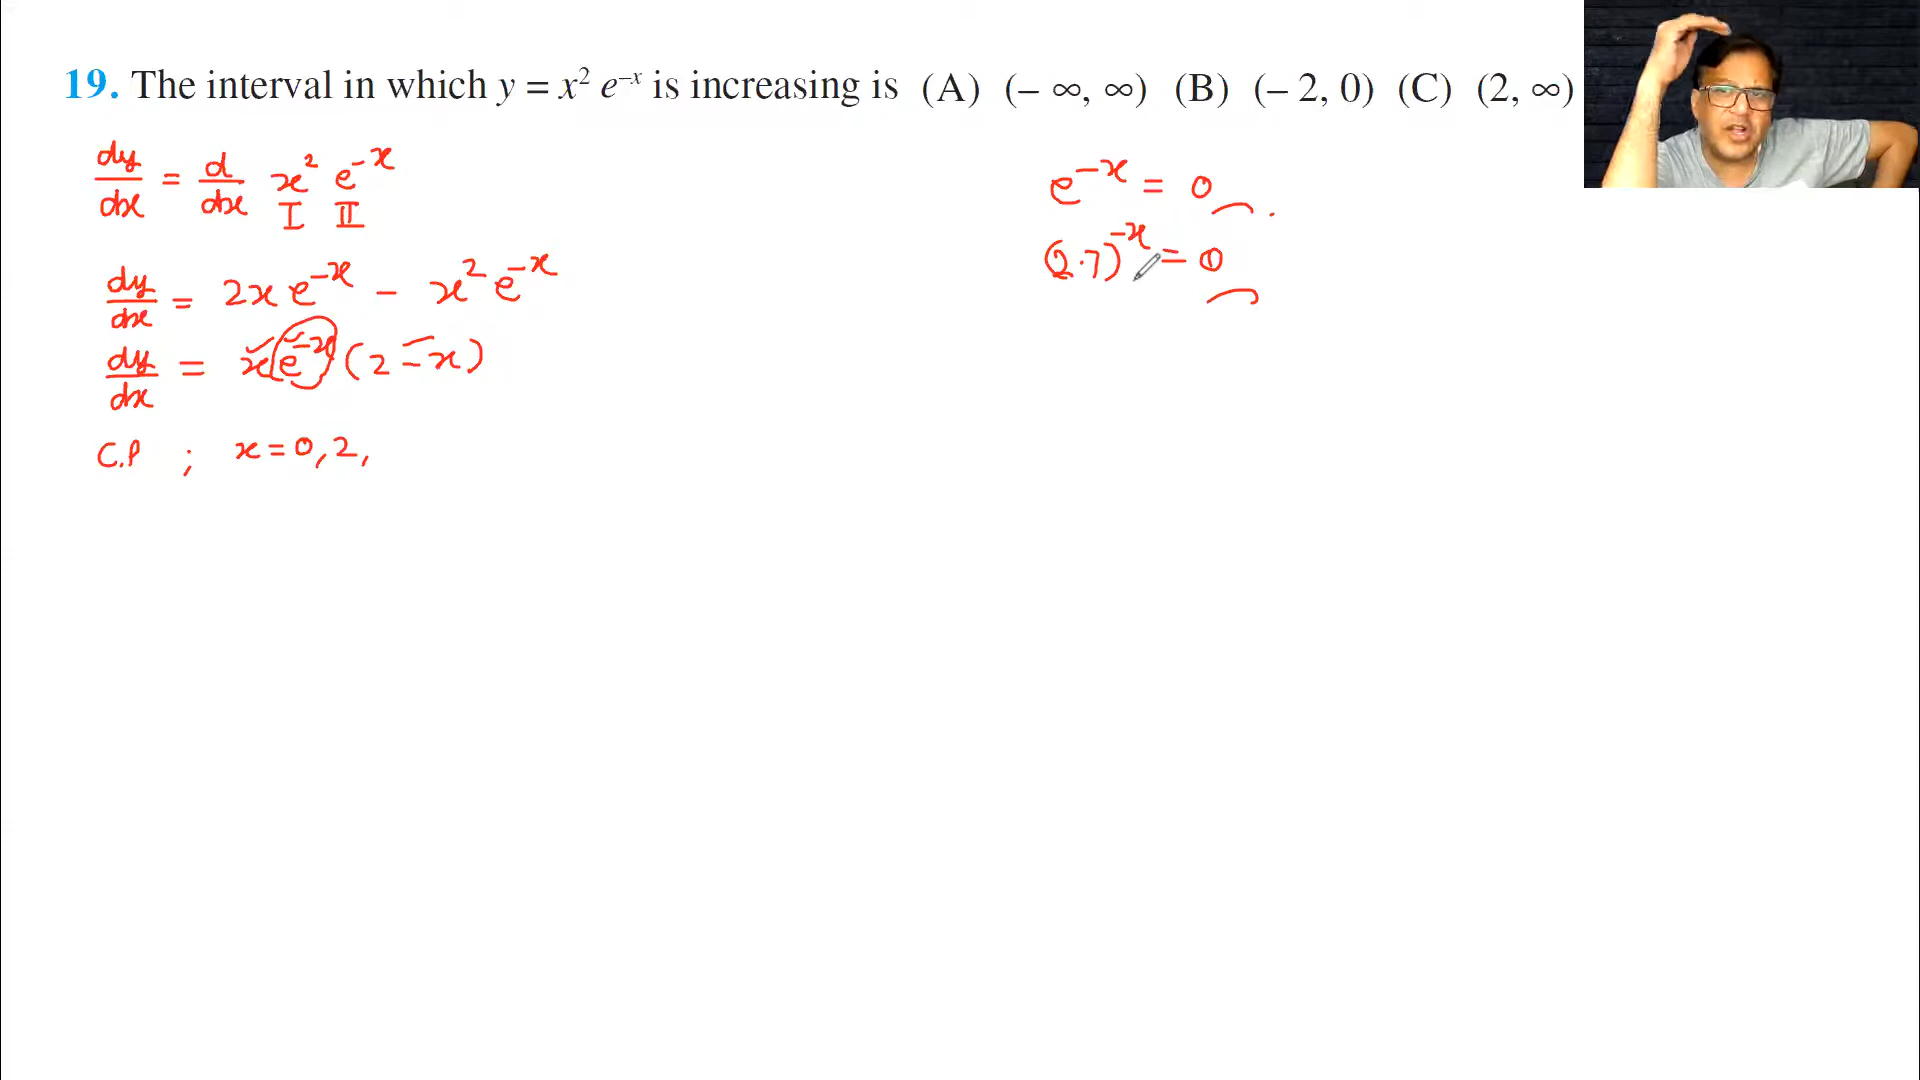 19. The interval in which y = x² e⁻ˣ is increasing is (A) (– ∞, ∞) (B) (– 2, 0) (C) (2, ∞)
dy/dx = d/dx x² e⁻ˣ
I II
dy/dx = 2x e⁻ˣ - x² e⁻ˣ
dy/dx = x e⁻ˣ (2 - x)
C.P ; x = 0, 2,
e⁻ˣ = 0
(2.7)⁻ˣ = 0